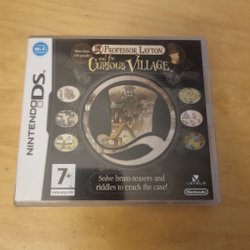 PROFESSOR LAYTON
and the
CURIOUS VILLAGE
NINTENDO DS
7+
Solve brain-teasers and
riddles to crack the case!
LEVEL5
Nintendo